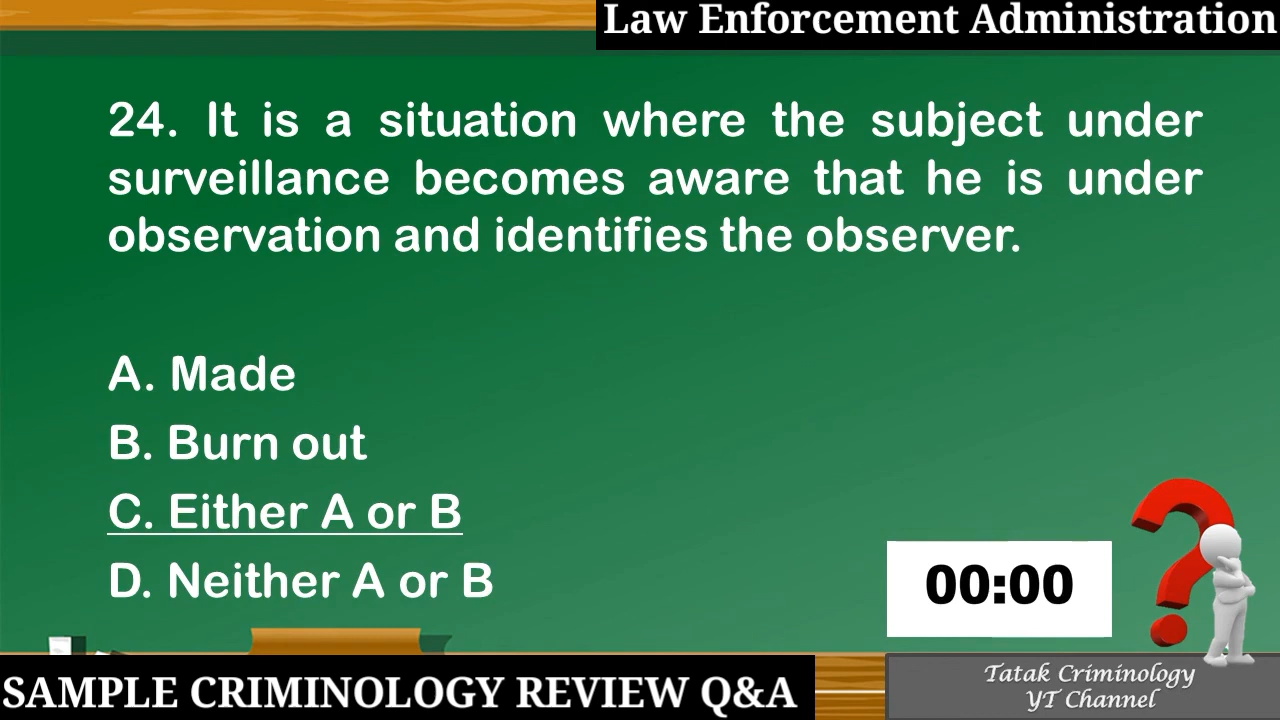 Law Enforcement Administration
24. It is a situation where the subject under
surveillance becomes aware that he is under
observation and identifies the observer.
A. Made
B. Burn out
C. Either A or B
D. Neither A or B
00:00
SAMPLE CRIMINOLOGY REVIEW Q&A
Tatak Criminology
YT Channel